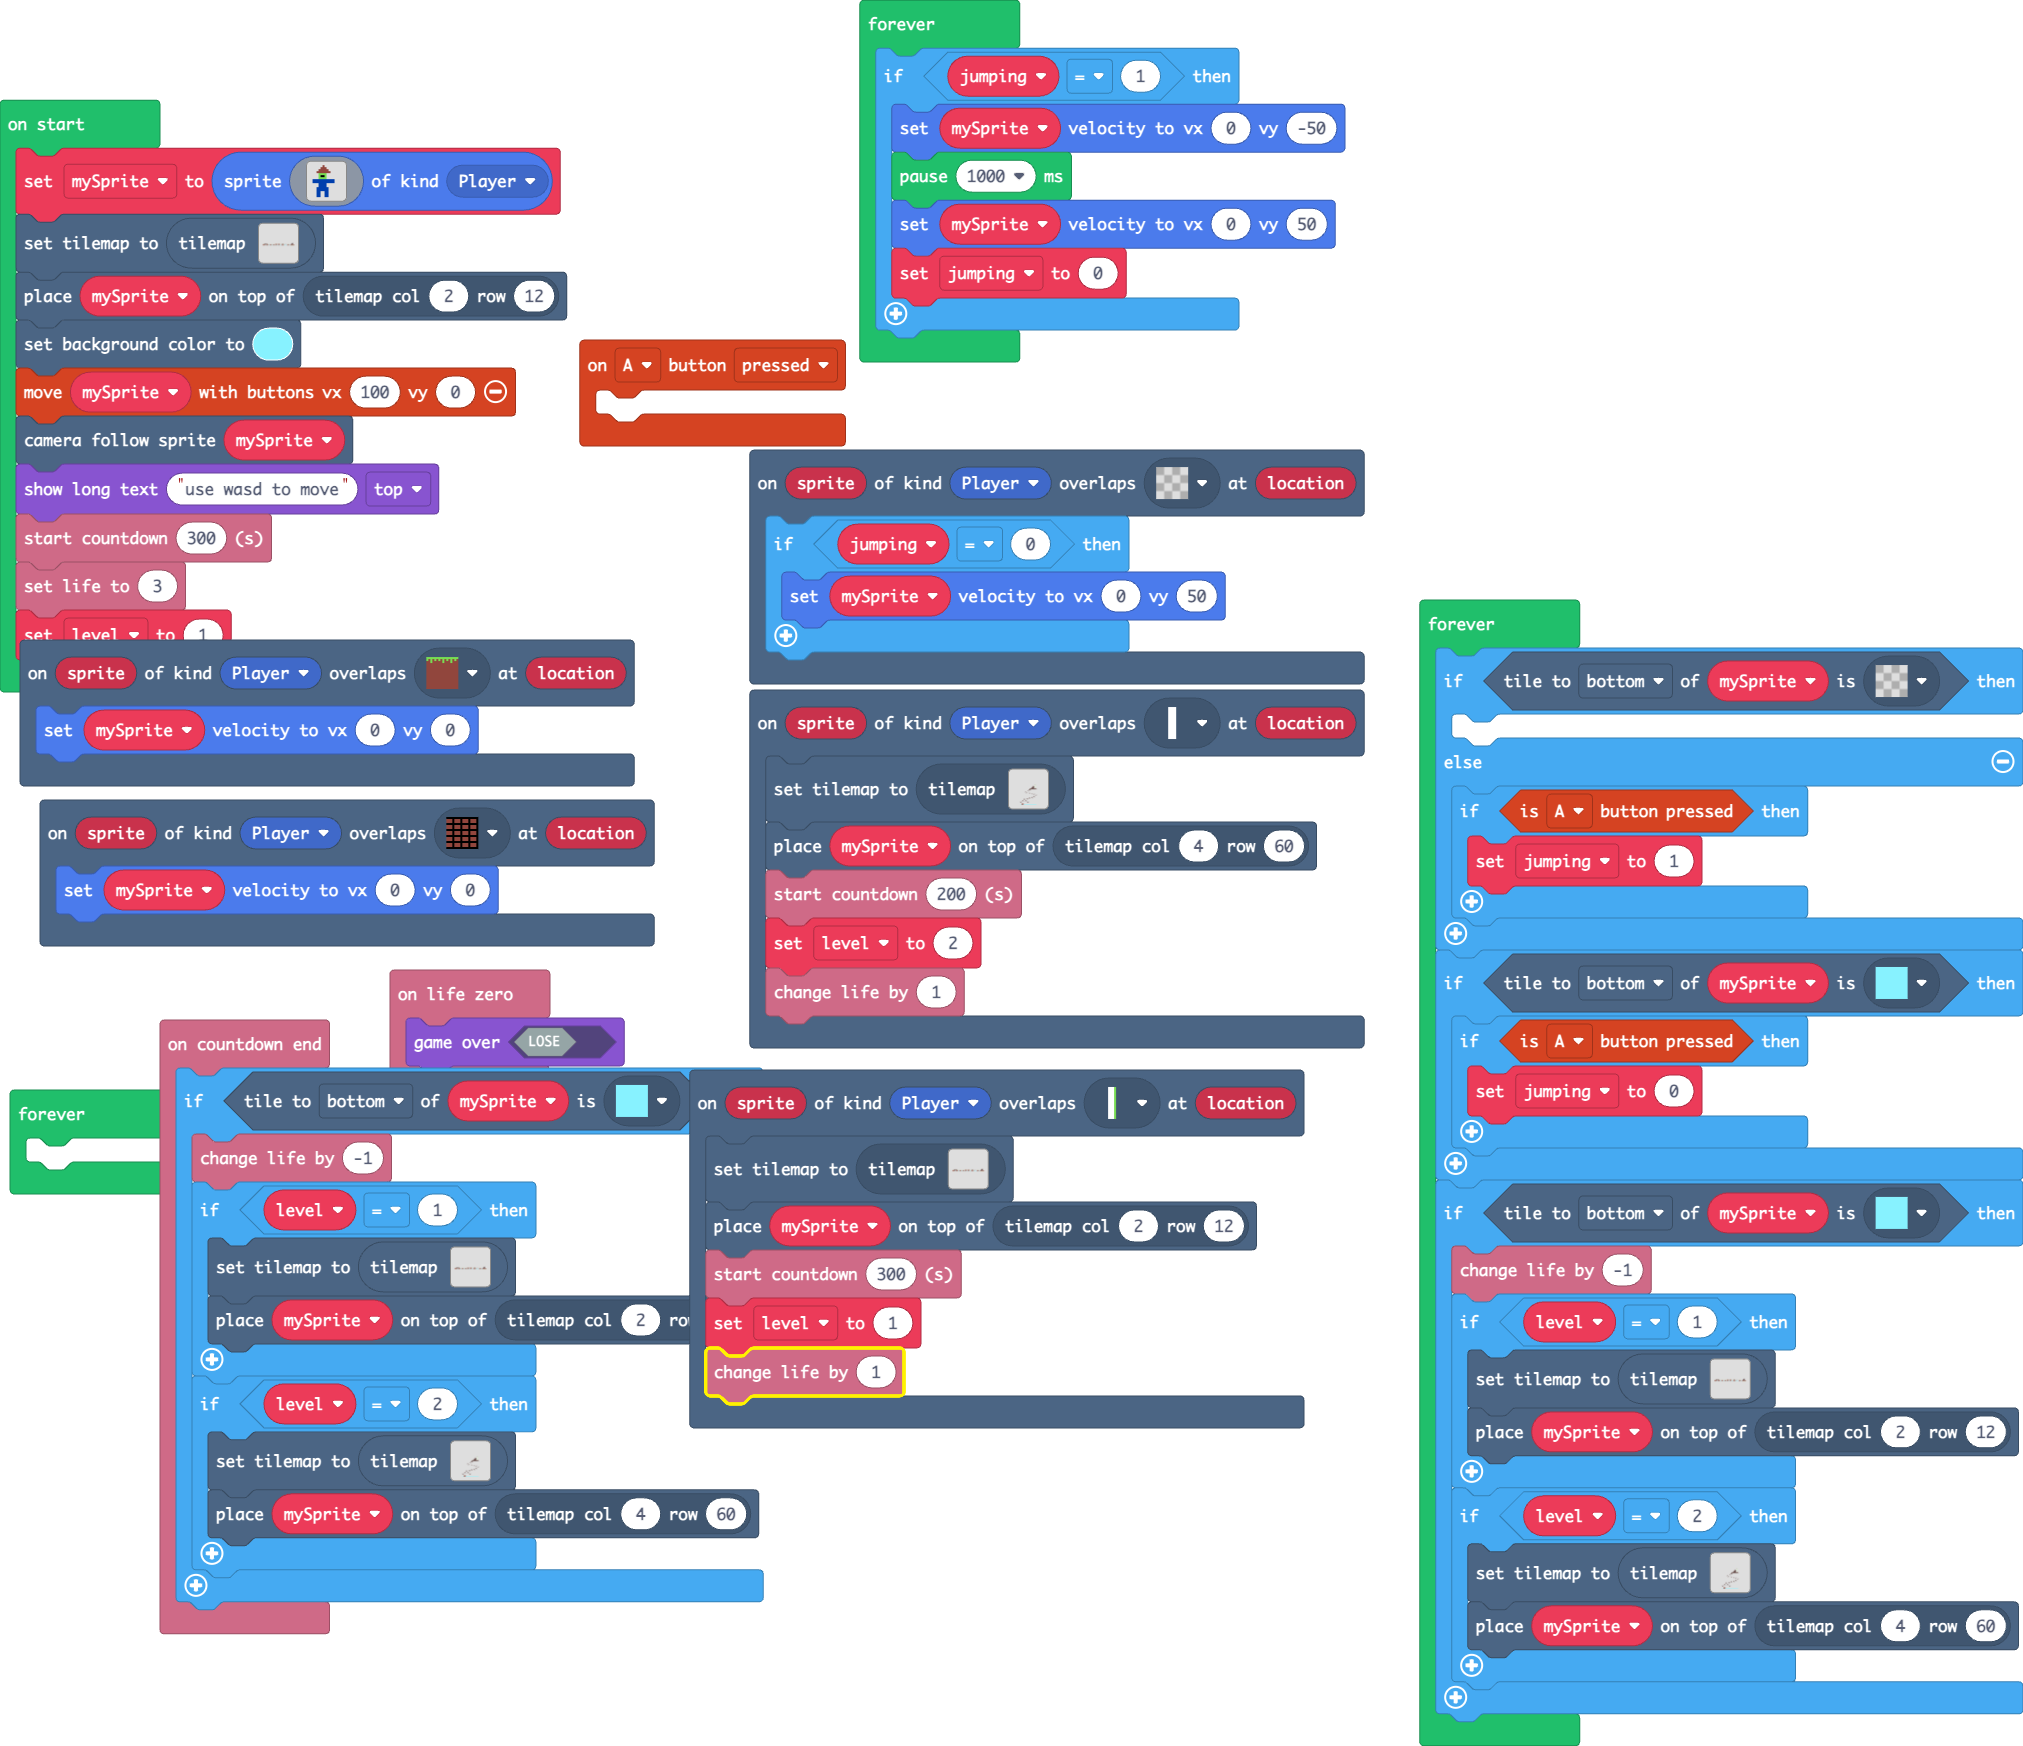 forever
if jumping = 1 then
set mySprite velocity to vx 0 vy -50
pause 1000 ms
set mySprite velocity to vx 0 vy 50
set jumping to 0
on start
set mySprite to sprite of kind Player
set tilemap to tilemap
place mySprite on top of tilemap col 2 row 12
set background color to
move mySprite with buttons vx 100 vy 0
camera follow sprite mySprite
show long text "use wasd to move" top
start countdown 300 (s)
set life to 3
set level to 1
on A button pressed
on sprite of kind Player overlaps at location
if jumping = 0 then
set mySprite velocity to vx 0 vy 50
on sprite of kind Player overlaps at location
set mySprite velocity to vx 0 vy 0
on sprite of kind Player overlaps at location
set mySprite velocity to vx 0 vy 0
on sprite of kind Player overlaps at location
set tilemap to tilemap
place mySprite on top of tilemap col 4 row 60
start countdown 200 (s)
set level to 2
change life by 1
on life zero
game over LOSE
forever
on countdown end
if tile to bottom of mySprite is
change life by -1
if level = 1 then
set tilemap to tilemap
place mySprite on top of tilemap col 2
if level = 2 then
set tilemap to tilemap
place mySprite on top of tilemap col 4 row 60
on sprite of kind Player overlaps at location
set tilemap to tilemap
place mySprite on top of tilemap col 2 row 12
start countdown 300 (s)
set level to 1
change life by 1
forever
if tile to bottom of mySprite is then
else
if is A button pressed then
set jumping to 1
if tile to bottom of mySprite is then
if is A button pressed then
set jumping to 0
if tile to bottom of mySprite is then
change life by -1
if level = 1 then
set tilemap to tilemap
place mySprite on top of tilemap col 2 row 12
if level = 2 then
set tilemap to tilemap
place mySprite on top of tilemap col 4 row 60